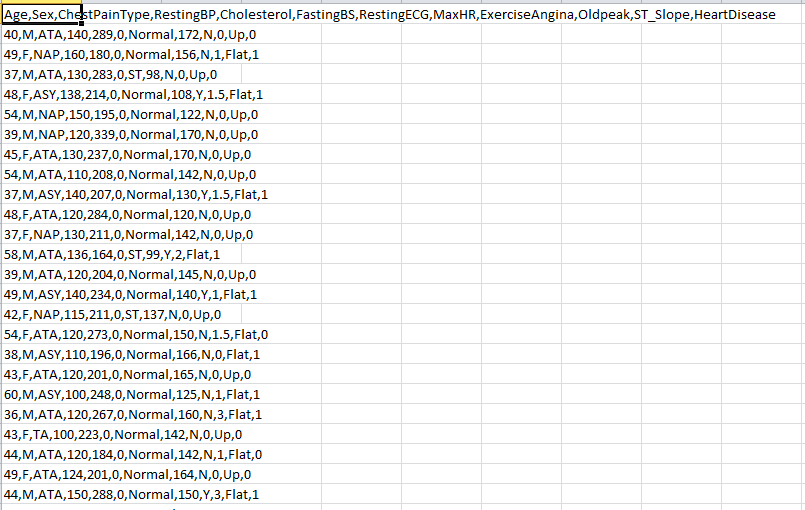 Age,Sex,ChestPainType,RestingBP,Cholesterol,FastingBS,RestingECG,MaxHR,ExerciseAngina,Oldpeak,ST_Slope,HeartDisease
40,M,ATA,140,289,0,Normal,172,N,0,Up,0
49,F,NAP,160,180,0,Normal,156,N,1,Flat,1
37,M,ATA,130,283,0,ST,98,N,0,Up,0
48,F,ASY,138,214,0,Normal,108,Y,1.5,Flat,1
54,M,NAP,150,195,0,Normal,122,N,0,Up,0
39,M,NAP,120,339,0,Normal,170,N,0,Up,0
45,F,ATA,130,237,0,Normal,170,N,0,Up,0
54,M,ATA,110,208,0,Normal,142,N,0,Up,0
37,M,ASY,140,207,0,Normal,130,Y,1.5,Flat,1
48,F,ATA,120,284,0,Normal,120,N,0,Up,0
37,F,NAP,130,211,0,Normal,142,N,0,Up,0
58,M,ATA,136,164,0,ST,99,Y,2,Flat,1
39,M,ATA,120,204,0,Normal,145,N,0,Up,0
49,M,ASY,140,234,0,Normal,140,Y,1,Flat,1
42,F,NAP,115,211,0,ST,137,N,0,Up,0
54,F,ATA,120,273,0,Normal,150,N,1.5,Flat,0
38,M,ASY,110,196,0,Normal,166,N,0,Flat,1
43,F,ATA,120,201,0,Normal,165,N,0,Up,0
60,M,ASY,100,248,0,Normal,125,N,1,Flat,1
36,M,ATA,120,267,0,Normal,160,N,3,Flat,1
43,F,TA,100,223,0,Normal,142,N,0,Up,0
44,M,ATA,120,184,0,Normal,142,N,1,Flat,0
49,F,ATA,124,201,0,Normal,164,N,0,Up,0
44,M,ATA,150,288,0,Normal,150,Y,3,Flat,1